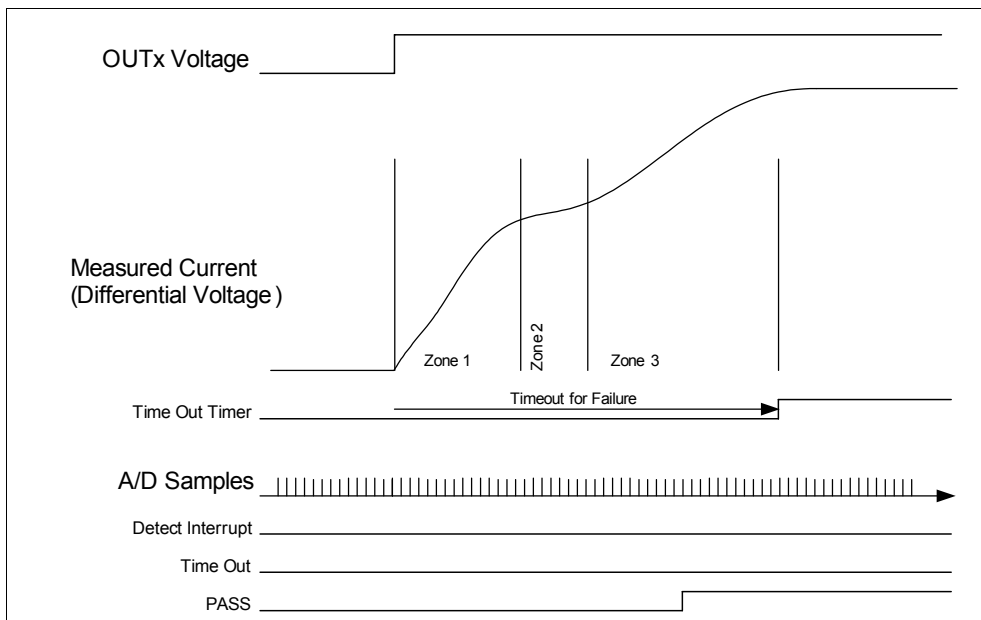 OUTx Voltage
Measured Current
(Differential Voltage)
Zone 1
Zone 2
Zone 3
Time Out Timer
Timeout for Failure
A/D Samples
Detect Interrupt
Time Out
PASS